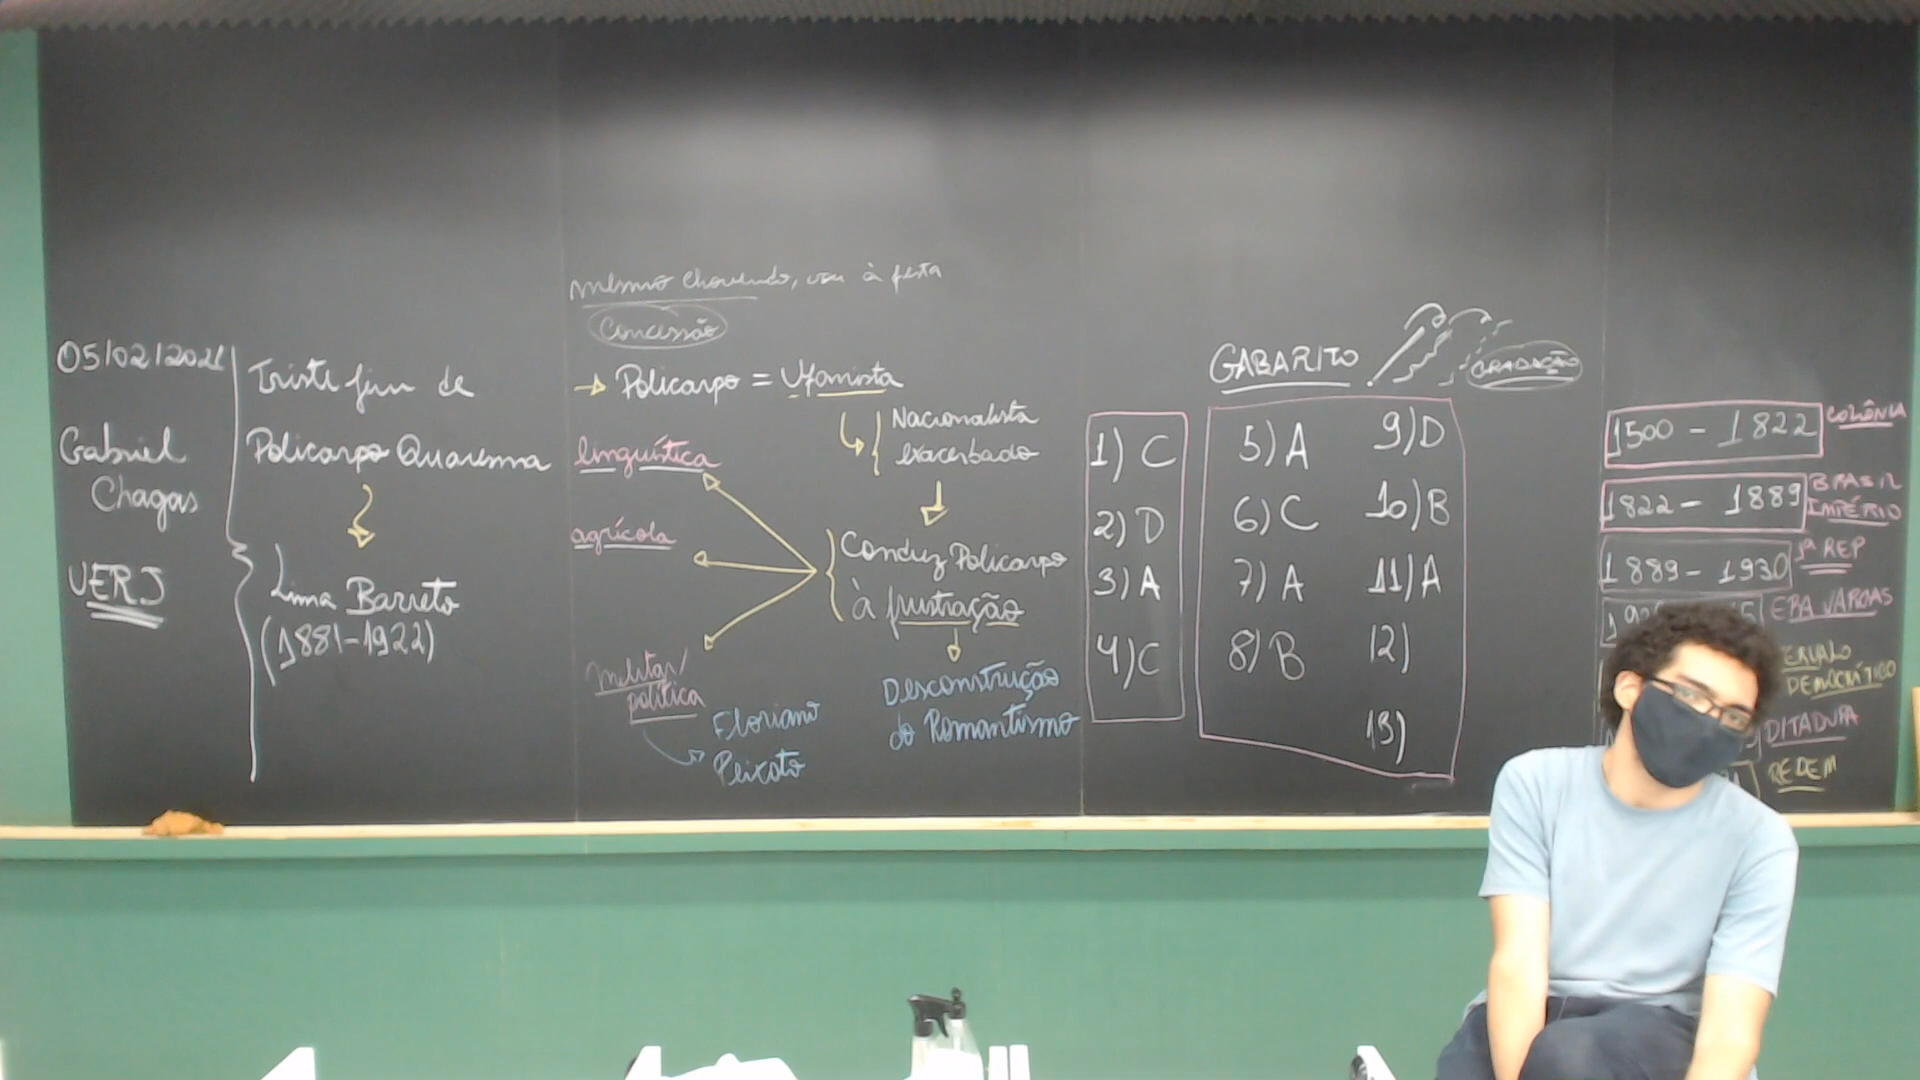 05/02/2021
Gabriel
Chagas
UERJ
Triste fim de
Policarpo Quaresma
Lima Barreto
(1881-1922)
mesmo chovendo, vou à festa
Concessão
Policarpo = Ufanista
Nacionalista
exacerbado
Conduz Policarpo
à frustração
Desconstrução
do Romantismo
linguística
agrícola
militar/
política
Floriano
Peixoto
GABARITO
GRADAÇÃO
1) C
2) D
3) A
4) C
5) A
6) C
7) A
8) B
9) D
10) B
11) A
12)
13)
1500 - 1822 COLÔNIA
1822 - 1889 BRASIL
IMPÉRIO
1889 - 1930 1ª REP
ERA VARGAS
DEMOCRÁTICO
DITADURA
REDEM